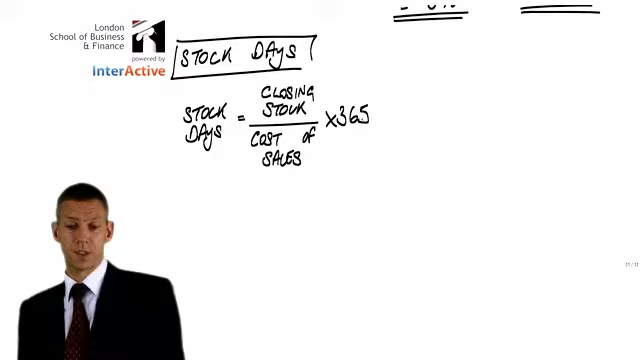 London
School of Business
& Finance
powered by
InterActive
STOCK DAYS
STOCK
DAYS
=
CLOSING
STOCK
COST of
SALES
x365